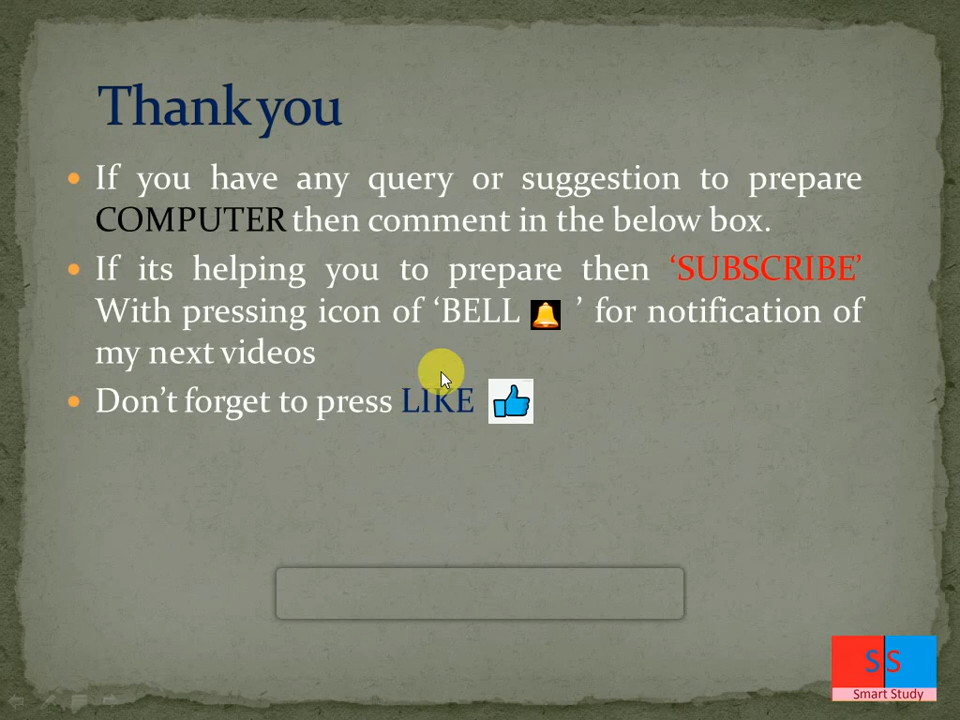 Thank you
If you have any query or suggestion to prepare
COMPUTER then comment in the below box.
If its helping you to prepare then ‘SUBSCRIBE’
With pressing icon of ‘BELL ’ for notification of
my next videos
Don’t forget to press LIKE
SS
Smart Study